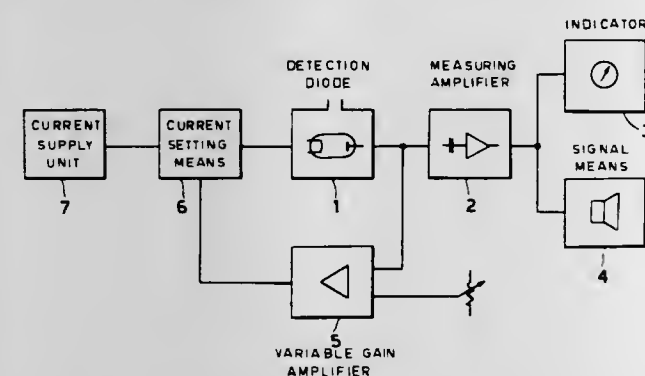 INDICATOR
DETECTION
DIODE
MEASURING
AMPLIFIER
CURRENT
SUPPLY
UNIT
CURRENT
SETTING
MEANS
SIGNAL
MEANS
3
7
6
1
2
4
5
VARIABLE GAIN
AMPLIFIER